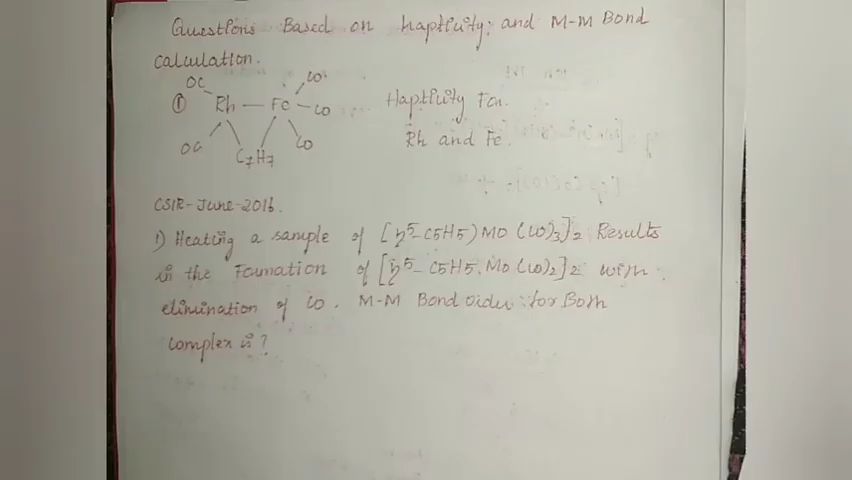 Questions Based on hapticity; and M-M Bond
calculation.
OC CO
① Rh — Fe — CO Hapticity For
OC C7H7 CO Rh and Fe.
CSIR-June-2016.
1) Heating a sample of [η5-C5H5)MO (CO)3]2 Results
in the Formation of [η5-C5H5.MO(CO)2]2 with
elimination of CO. M-M Bond order for Both
complex is?